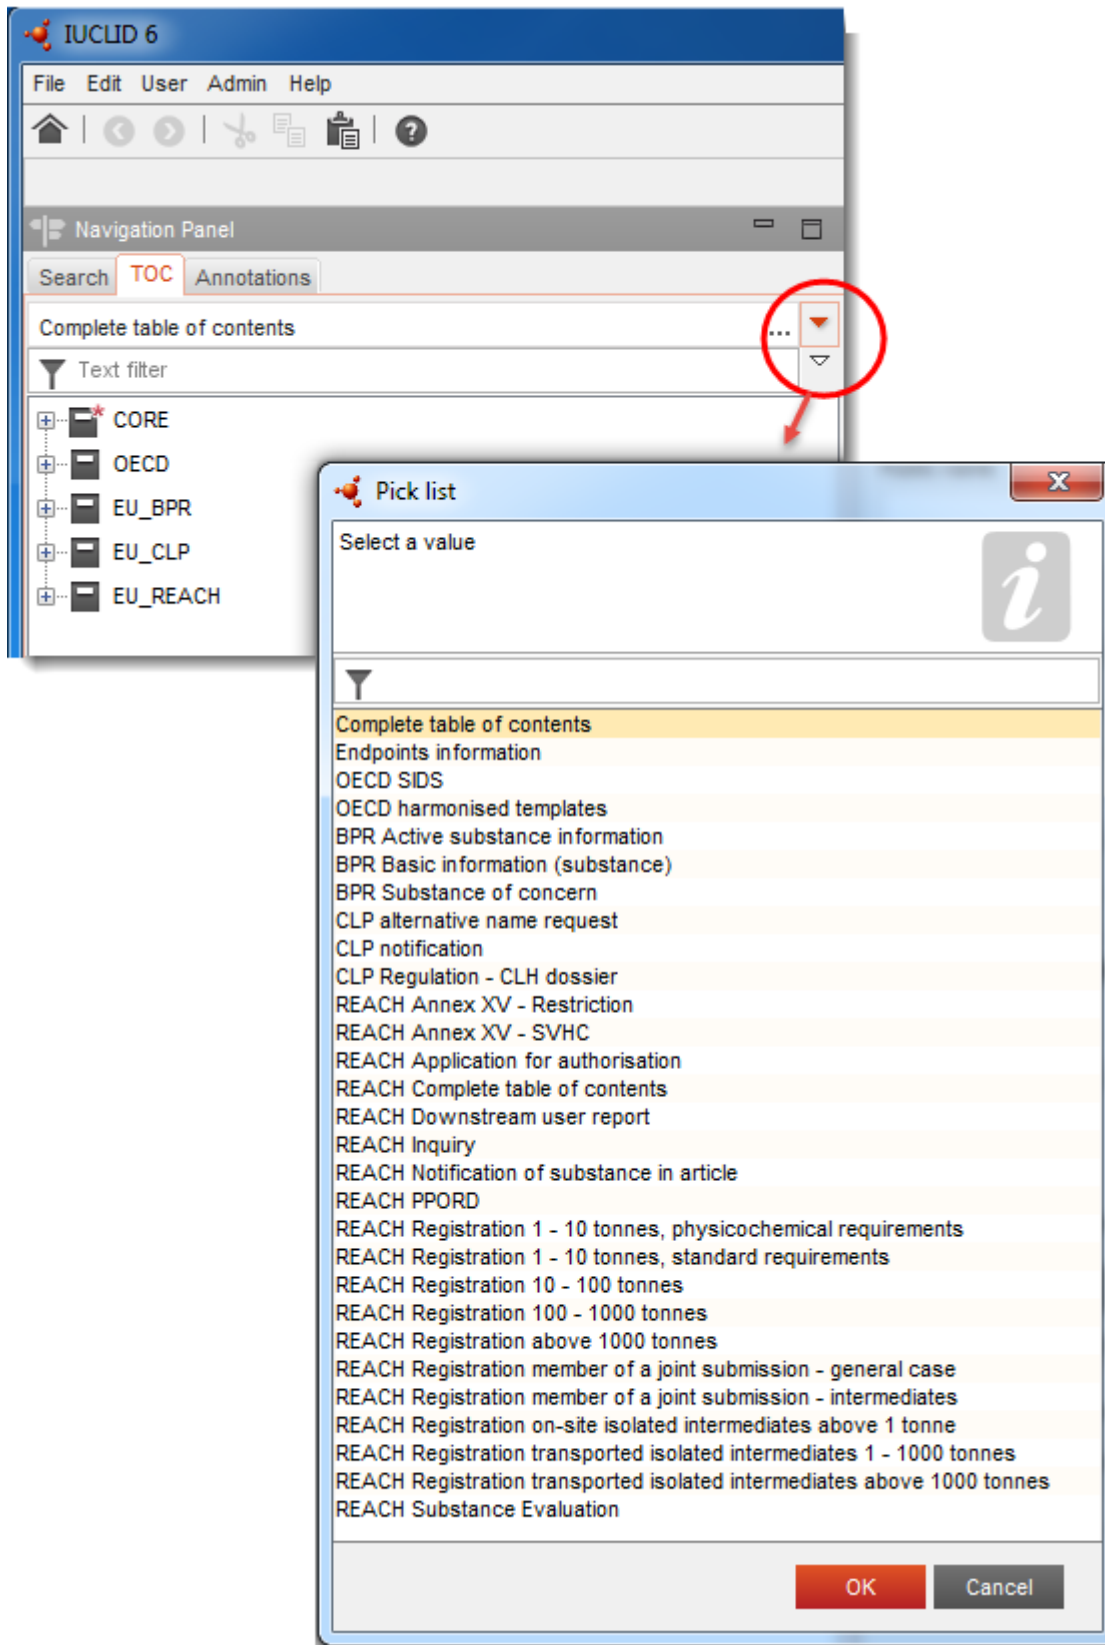 IUCLID 6
File Edit User Admin Help
Navigation Panel
Search TOC Annotations
Complete table of contents ...
Text filter
CORE
OECD
EU_BPR
EU_CLP
EU_REACH
Pick list
Select a value
Complete table of contents
Endpoints information
OECD SIDS
OECD harmonised templates
BPR Active substance information
BPR Basic information (substance)
BPR Substance of concern
CLP alternative name request
CLP notification
CLP Regulation - CLH dossier
REACH Annex XV - Restriction
REACH Annex XV - SVHC
REACH Application for authorisation
REACH Complete table of contents
REACH Downstream user report
REACH Inquiry
REACH Notification of substance in article
REACH PPORD
REACH Registration 1 - 10 tonnes, physicochemical requirements
REACH Registration 1 - 10 tonnes, standard requirements
REACH Registration 10 - 100 tonnes
REACH Registration 100 - 1000 tonnes
REACH Registration above 1000 tonnes
REACH Registration member of a joint submission - general case
REACH Registration member of a joint submission - intermediates
REACH Registration on-site isolated intermediates above 1 tonne
REACH Registration transported isolated intermediates 1 - 1000 tonnes
REACH Registration transported isolated intermediates above 1000 tonnes
REACH Substance Evaluation
OK Cancel